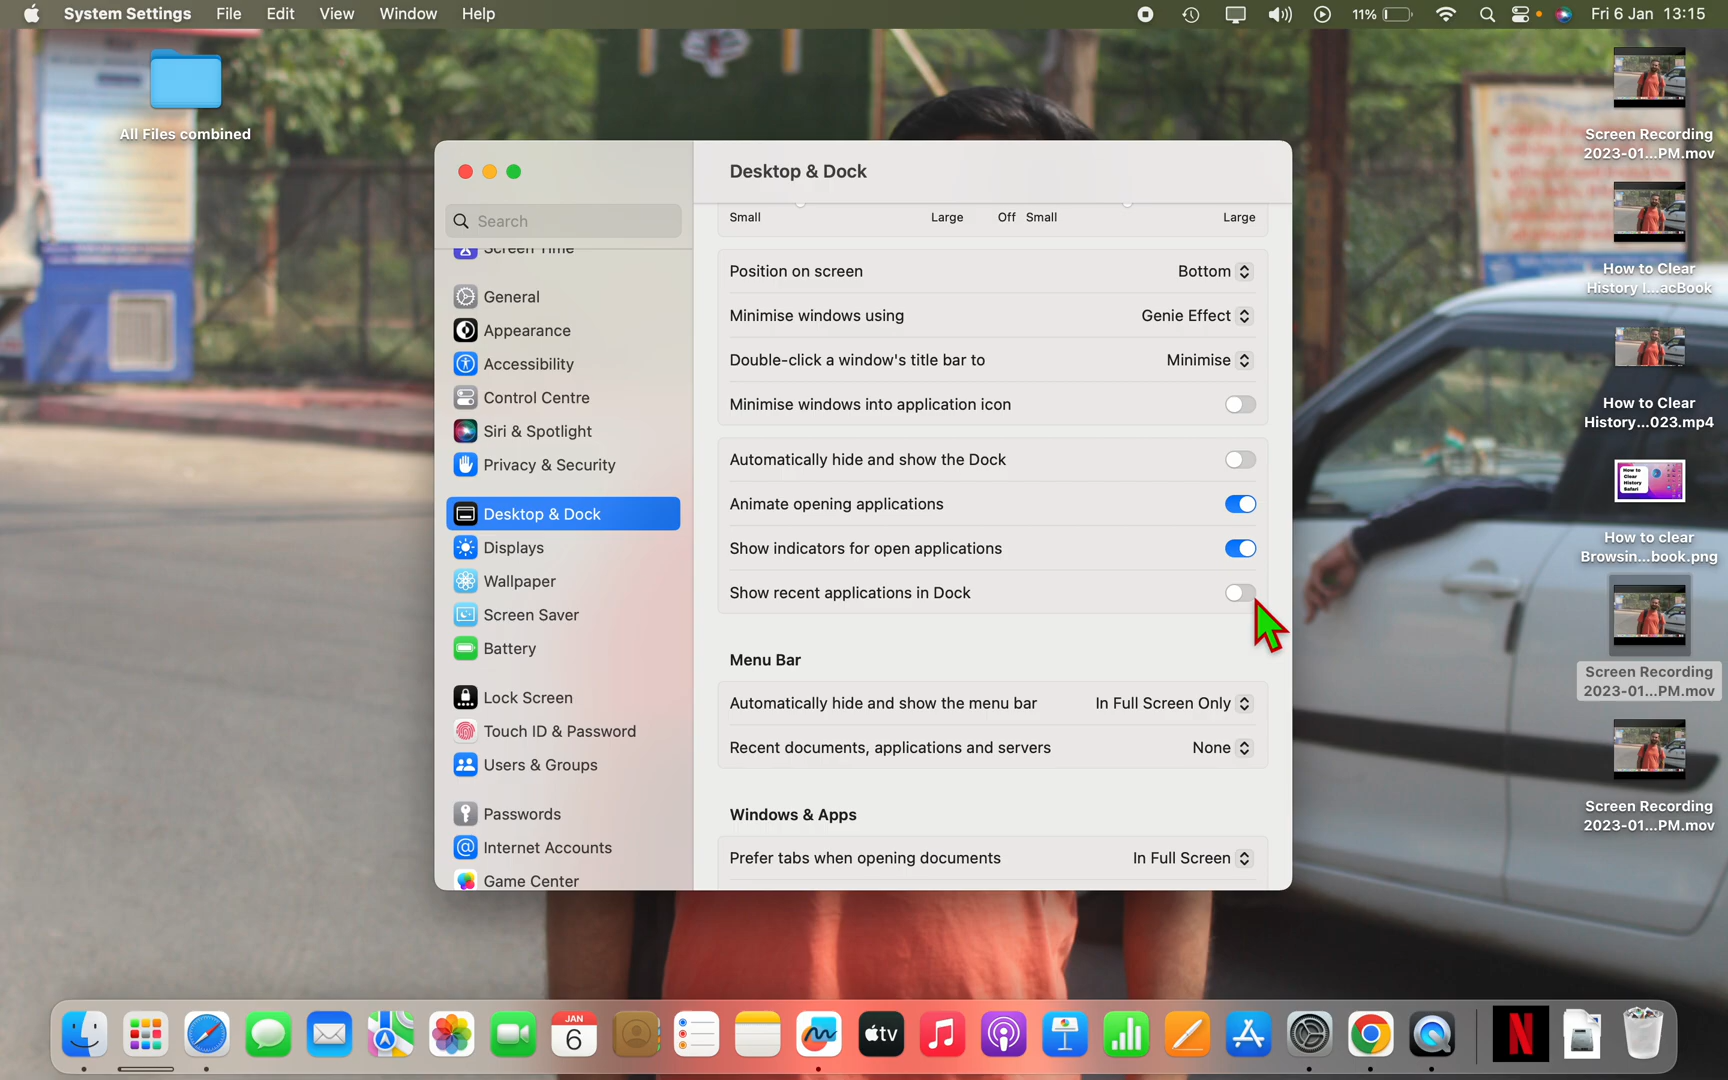 System Settings File Edit View Window Help
11% Fri 6 Jan 13:15
All Files combined
Desktop & Dock
Search
General
Appearance
Accessibility
Control Centre
Siri & Spotlight
Privacy & Security
Desktop & Dock
Displays
Wallpaper
Screen Saver
Battery
Lock Screen
Touch ID & Password
Users & Groups
Passwords
Internet Accounts
Game Center
Small Large Off Small Large
Position on screen Bottom
Minimise windows using Genie Effect
Double-click a window's title bar to Minimise
Minimise windows into application icon
Automatically hide and show the Dock
Animate opening applications
Show indicators for open applications
Show recent applications in Dock
Menu Bar
Automatically hide and show the menu bar In Full Screen Only
Recent documents, applications and servers None
Windows & Apps
Prefer tabs when opening documents In Full Screen
Screen Recording
2023-01...PM.mov
How to Clear
History I...acBook
How to Clear
History...023.mp4
How to
Clear
History
Safari
How to clear
Browsin...book.png
Screen Recording
2023-01...PM.mov
Screen Recording
2023-01...PM.mov
JAN
6
tv
N